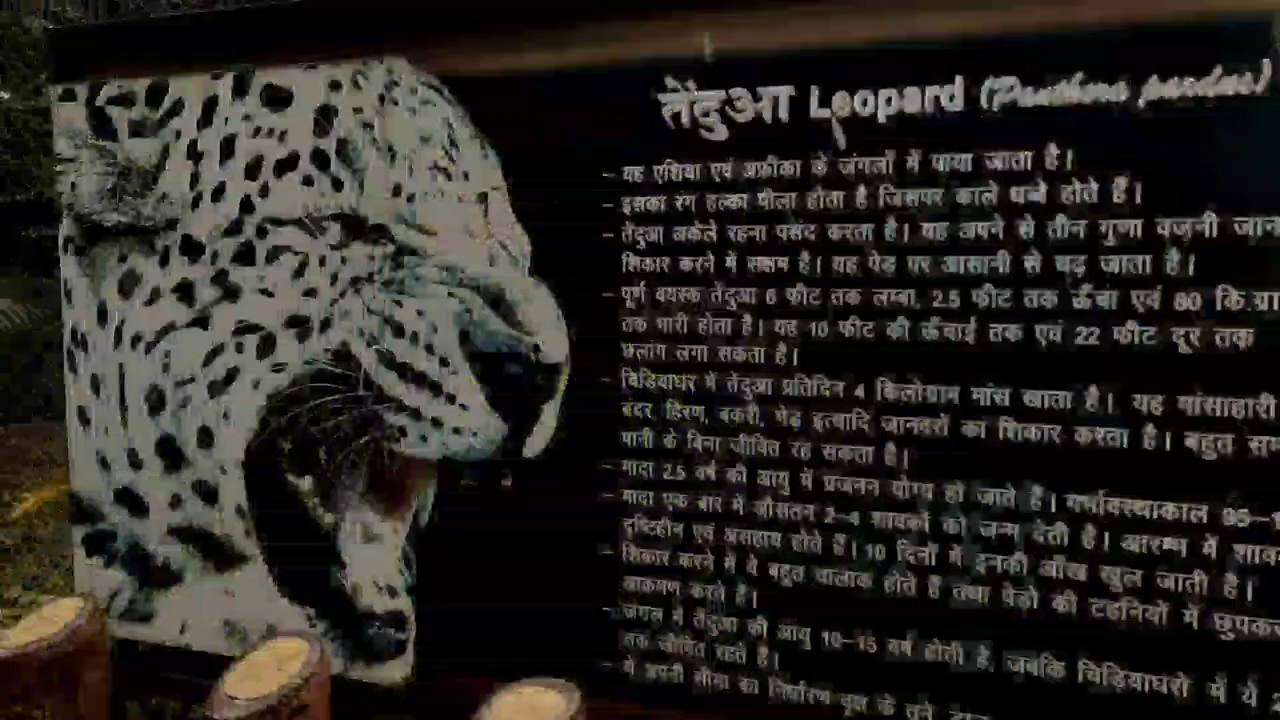 तेंदुआ Leopard (Panthera pardus)
– यह एशिया एवं अफ्रीका के जंगलों में पाया जाता है।
– इसका रंग हल्का पीला होता है जिसपर काले धब्बे होते हैं।
– तेंदुआ अकेले रहना पसंद करता है। यह अपने से तीन गुणा वजनी
शिकार करने में सक्षम है। यह पेड़ पर आसानी से चढ़ जाता है।
– पूर्ण वयस्क तेंदुआ 6 फीट तक लम्बा, 2.5 फीट तक ऊँचा एवं 80 कि.ग्रा
तक भारी होता है। यह 10 फीट की ऊँचाई तक एवं 22 फीट दूर तक
छलांग लगा सकता है।
– चिड़ियाघर में तेंदुआ प्रतिदिन 4 किलोग्राम मांस खाता है। यह मांसाहारी
बंदर हिरण, बकरी, भेड़ इत्यादि जानवरों का शिकार करता है। बहुत
पानी के बिना जीवित रह सकता है।
– मादा 2.5 वर्ष की आयु में प्रजनन योग्य हो जाते हैं। गर्भावस्थाकाल 95–
– मादा एक बार में औसतन 2–4 शावकों को जन्म देती है। आरम्भ में
दृष्टिहीन एवं असहाय होते हैं। 10 दिनों में इनकी आँख खुल जाती है।
– शिकार करने में ये बहुत चालाक होते हैं तथा पेड़ो की टहनियों में छुपकर
आक्रमण करते है।
– जंगल में तेंदुआ की आयु 10–15 वर्ष होती है, जबकि चिड़ियाघरो में ये
तक जीवित रहते है।
– ये अपनी सीमा का निर्धारण वृक्ष के तने